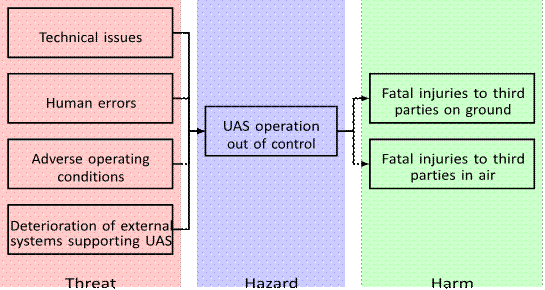 Technical issues
Human errors
Adverse operating
conditions
Deterioration of external
systems supporting UAS
UAS operation
out of control
Fatal injuries to third
parties on ground
Fatal injuries to third
parties in air
Threat
Hazard
Harm